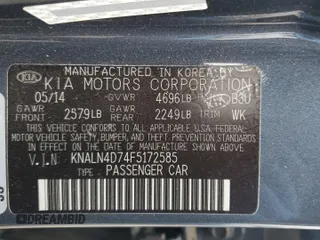 MANUFACTURED IN KOREA BY
KIA KIA MOTORS CORPORATION
05/14 GVWR 4696LB B3U
GAWR FRONT 2579LB GAWR REAR 2249LB TRIM WK
THIS VEHICLE CONFORMS TO ALL APPLICABLE FEDERAL
MOTOR VEHICLE SAFETY, BUMPER, AND THEFT PREVENTION
STANDARDS IN EFFECT ON THE DATE OF MANUFACTURE
SHOWN ABOVE.
V.I.N KNALN4D74F5172585
TYPE : PASSENGER CAR
DREAMBID